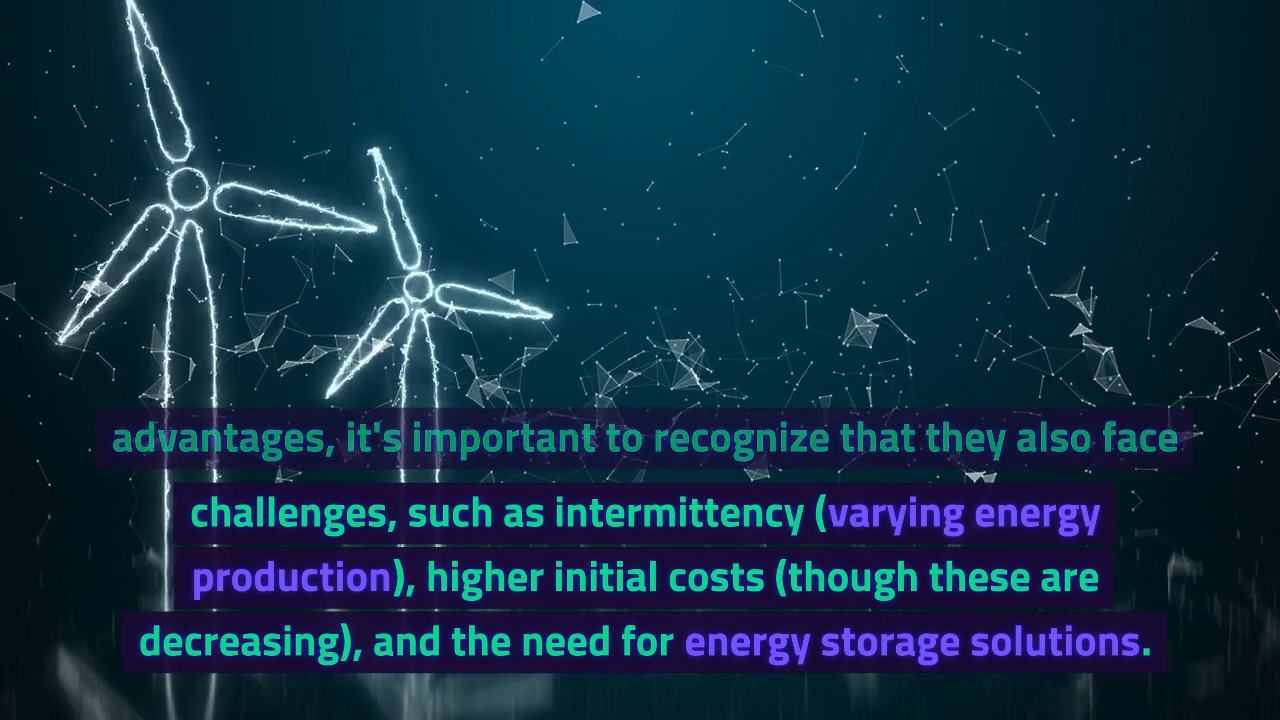 advantages, it's important to recognize that they also face
challenges, such as intermittency (varying energy
production), higher initial costs (though these are
decreasing), and the need for energy storage solutions.